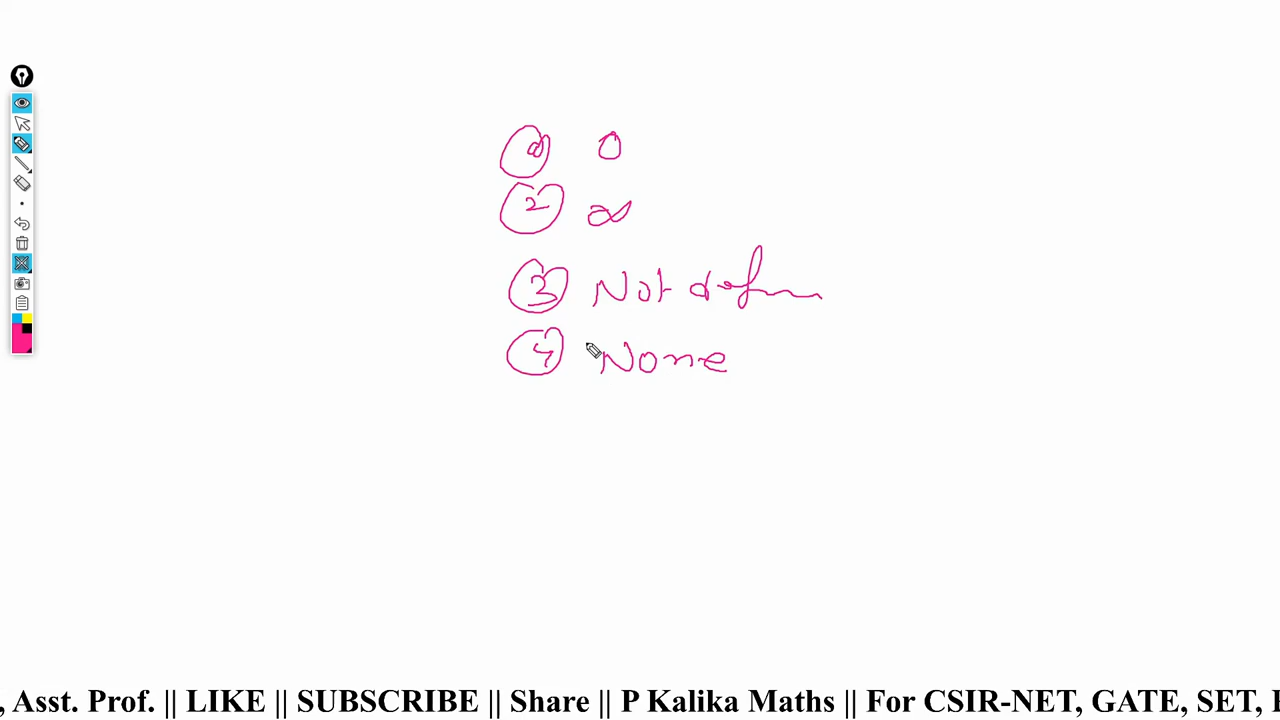 ① 0
② ∞
③ Not defn
④ None
, Asst. Prof. || LIKE || SUBSCRIBE || Share || P Kalika Maths || For CSIR-NET, GATE, SET,